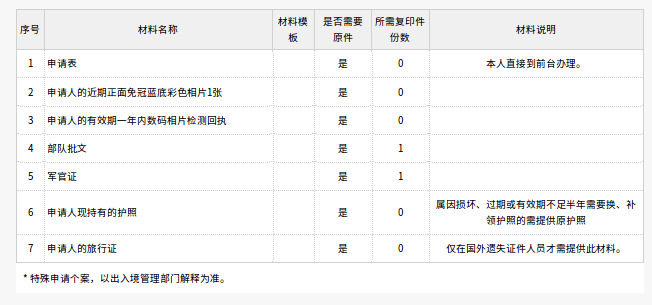 序号 材料名称 材料模板 是否需要原件 所需复印件份数 材料说明
1 申请表 是 0 本人直接到前台办理。
2 申请人的近期正面免冠蓝底彩色相片1张 是 0
3 申请人的有效期一年内数码相片检测回执 是 0
4 部队批文 是 1
5 军官证 是 1
6 申请人现持有的护照 是 0 属因损坏、过期或有效期不足半年需要换、补领护照的需提供原护照
7 申请人的旅行证 是 0 仅在国外遗失证件人员才需提供此材料。
* 特殊申请个案，以出入境管理部门解释为准。